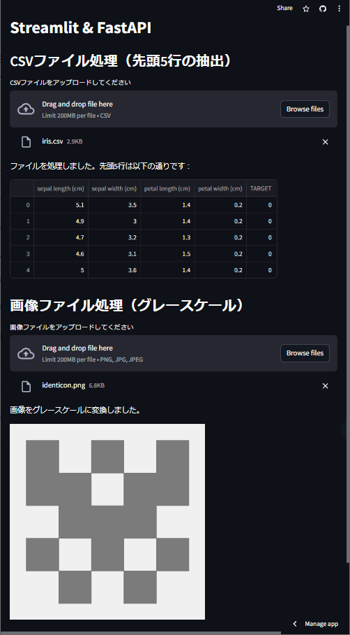 Share
Streamlit & FastAPI
CSVファイル処理（先頭5行の抽出）
CSVファイルをアップロードしてください
Drag and drop file here
Limit 200MB per file • CSV
Browse files
iris.csv 2.9KB
ファイルを処理しました。先頭5行は以下の通りです：
sepal length (cm) sepal width (cm) petal length (cm) petal width (cm) TARGET
0 5.1 3.5 1.4 0.2 0
1 4.9 3 1.4 0.2 0
2 4.7 3.2 1.3 0.2 0
3 4.6 3.1 1.5 0.2 0
4 5 3.6 1.4 0.2 0
画像ファイル処理（グレースケール）
画像ファイルをアップロードしてください
Drag and drop file here
Limit 200MB per file • PNG, JPG, JPEG
Browse files
identicon.png 6.8KB
画像をグレースケールに変換しました。
Manage app